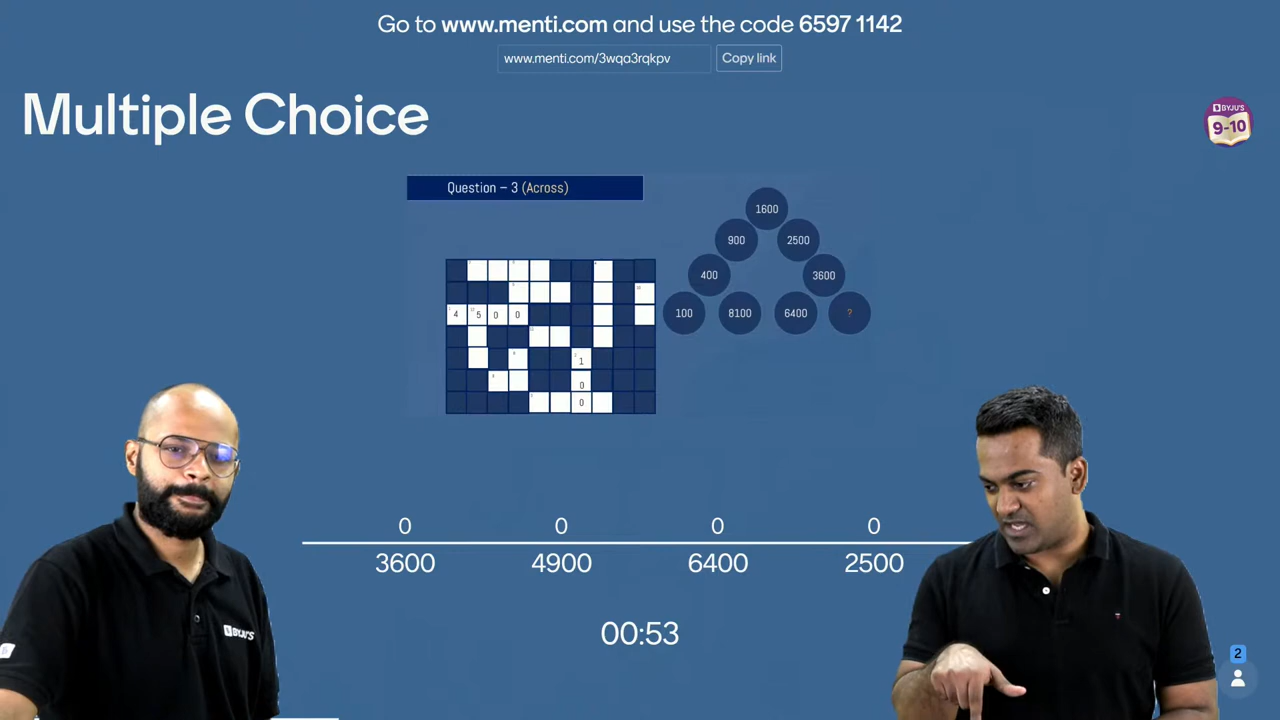 Go to www.menti.com and use the code 6597 1142
www.menti.com/3wqa3rqkpv
Copy link
Multiple Choice
BYJU'S
9-10
Question – 3 (Across)
1600
900 2500
400 3600
100 8100 6400 ?
4 5 0 0
1
0
0
0 0 0 0
3600 4900 6400 2500
00:53
BYJU'S
2